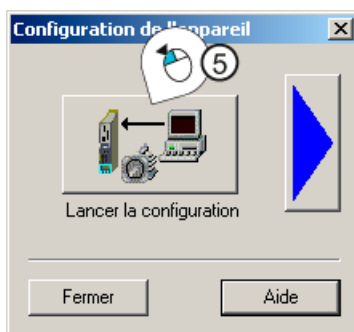 Configuration de l'appareil
5
Lancer la configuration
Fermer
Aide